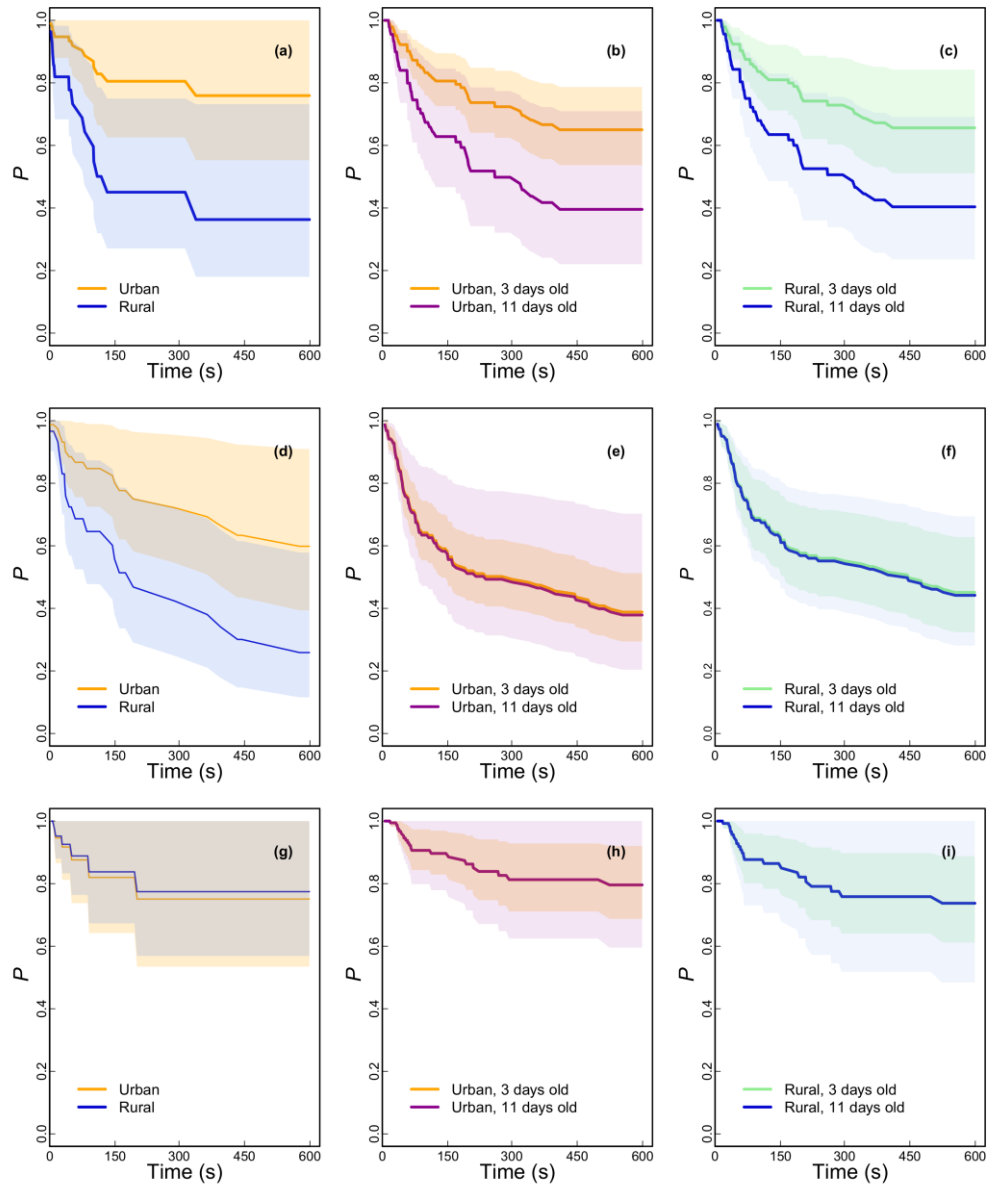 (a)
P
0.0 0.2 0.4 0.6 0.8 1.0
Urban
Rural
0 150 300 450 600
Time (s)
(b)
P
0.0 0.2 0.4 0.6 0.8 1.0
Urban, 3 days old
Urban, 11 days old
0 150 300 450 600
Time (s)
(c)
P
0.0 0.2 0.4 0.6 0.8 1.0
Rural, 3 days old
Rural, 11 days old
0 150 300 450 600
Time (s)
(d)
P
0.0 0.2 0.4 0.6 0.8 1.0
Urban
Rural
0 150 300 450 600
Time (s)
(e)
P
0.0 0.2 0.4 0.6 0.8 1.0
Urban, 3 days old
Urban, 11 days old
0 150 300 450 600
Time (s)
(f)
P
0.0 0.2 0.4 0.6 0.8 1.0
Rural, 3 days old
Rural, 11 days old
0 150 300 450 600
Time (s)
(g)
P
0.0 0.2 0.4 0.6 0.8 1.0
Urban
Rural
0 150 300 450 600
Time (s)
(h)
P
0.0 0.2 0.4 0.6 0.8 1.0
Urban, 3 days old
Urban, 11 days old
0 150 300 450 600
Time (s)
(i)
P
0.0 0.2 0.4 0.6 0.8 1.0
Rural, 3 days old
Rural, 11 days old
0 150 300 450 600
Time (s)